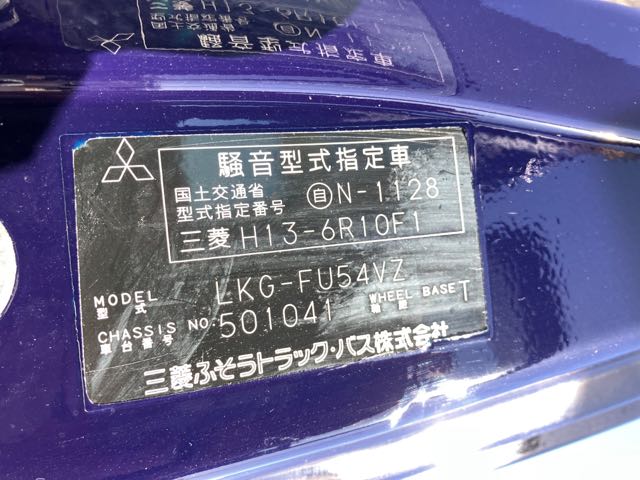 騒音型式指定車
国土交通省
型式指定番号 自N-1128
三菱 H13-6R10F1
MODEL
型式 LKG-FU54VZ
CHASSIS NO.
車台番号 501041 WHEEL BASE
軸距 T
三菱ふそうトラック・バス株式会社